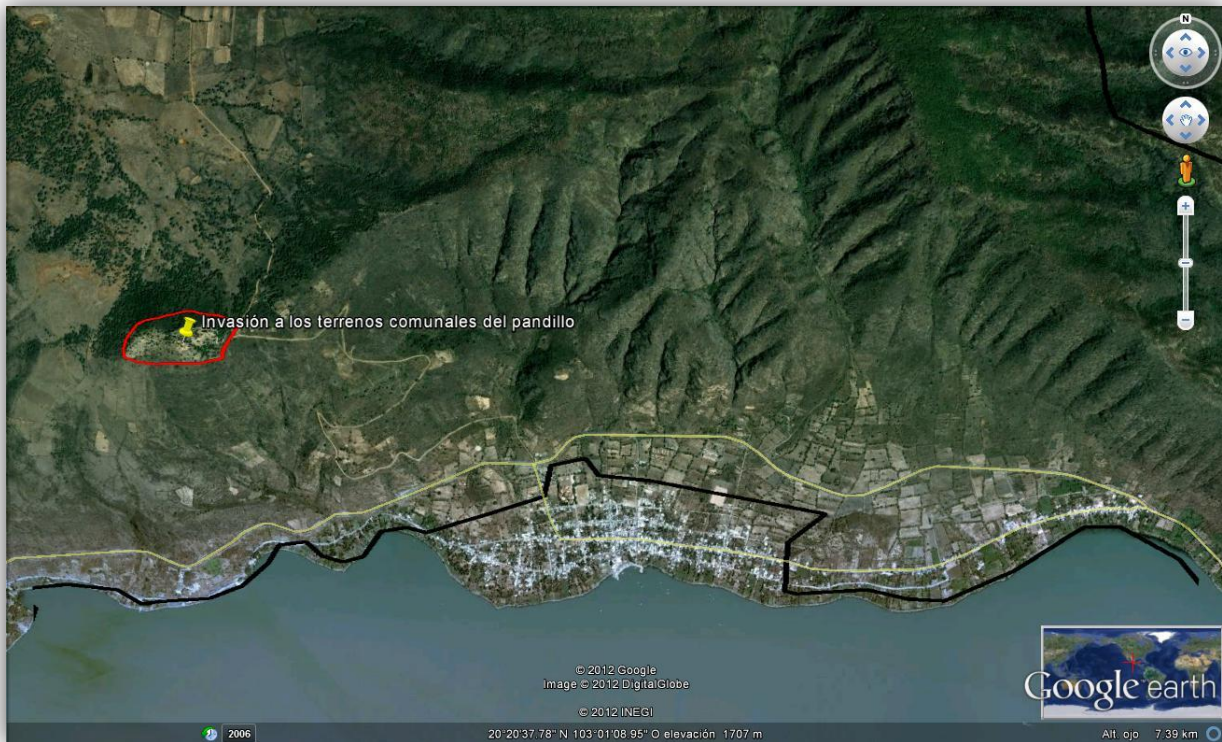 N
Invasión a los terrenos comunales del pandillo
© 2012 Google
Image © 2012 DigitalGlobe
© 2012 INEGI
Google earth
2006
20°20'37.78" N 103°01'08.95" O elevación 1707 m
Alt. ojo 7.39 km